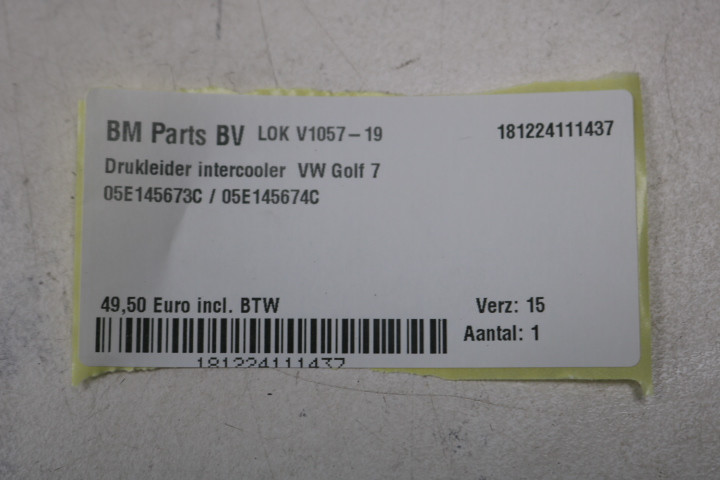 BM Parts BV LOK V1057-19 181224111437
Drukleider intercooler VW Golf 7
05E145673C / 05E145674C
49,50 Euro incl. BTW Verz: 15
Aantal: 1
181224111437